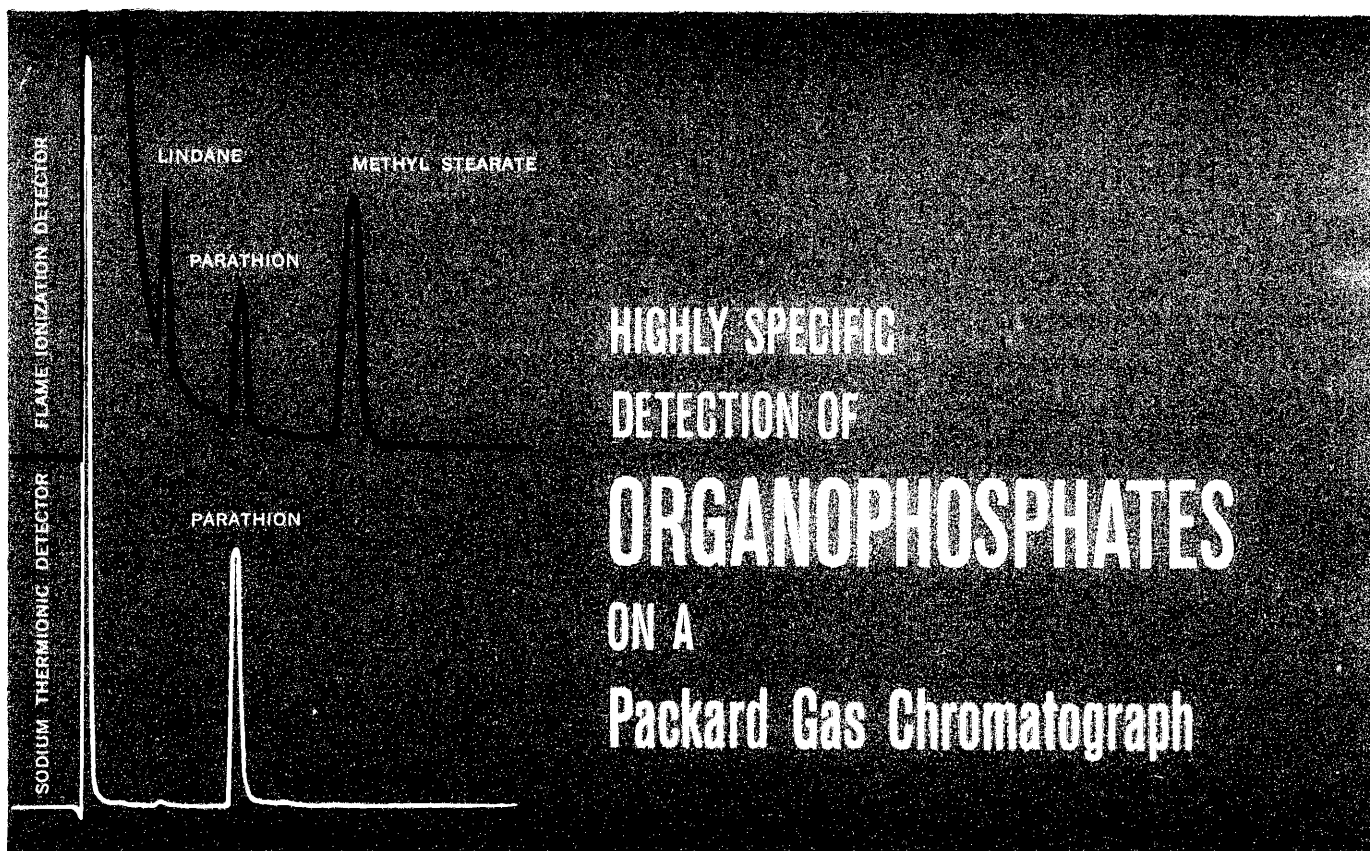 FLAME IONIZATION DETECTOR
LINDANE
METHYL STEARATE
PARATHION
SODIUM THERMIONIC DETECTOR
PARATHION
HIGHLY SPECIFIC
DETECTION OF
ORGANOPHOSPHATES
ON A
Packard Gas Chromatograph